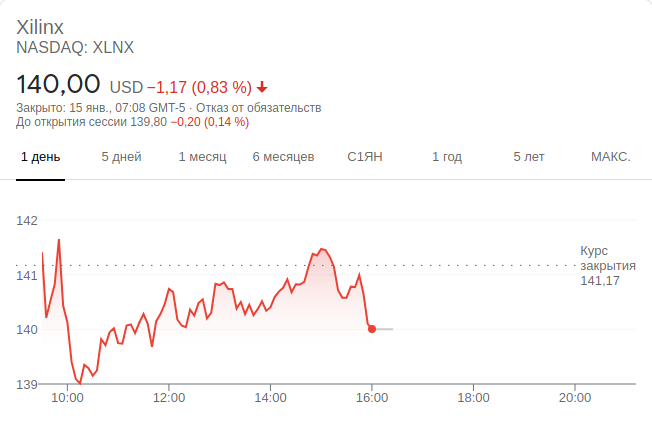 Xilinx
NASDAQ: XLNX
140,00 USD −1,17 (0,83 %)
Закрыто: 15 янв., 07:08 GMT-5 · Отказ от обязательств
До открытия сессии 139,80 −0,20 (0,14 %)
1 день 5 дней 1 месяц 6 месяцев С1ЯН 1 год 5 лет МАКС.
142
141
140
139
Курс
закрытия
141,17
10:00 12:00 14:00 16:00 18:00 20:00